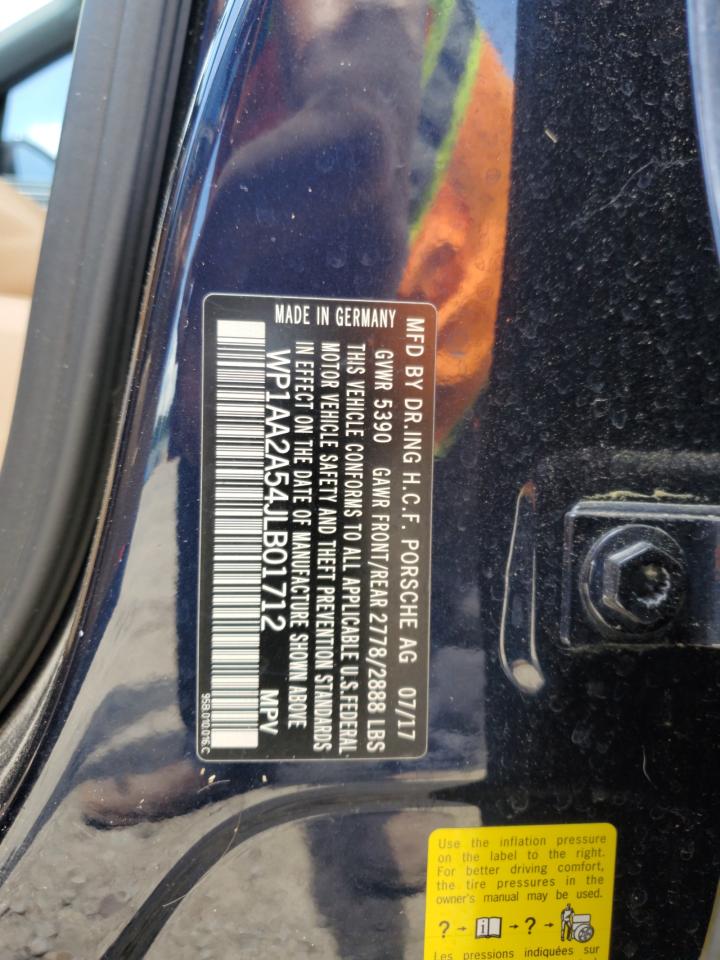 MFD BY DR.ING H.C.F. PORSCHE AG 07/17
GVWR 5390 GAWR FRONT/REAR 2778/2888 LBS
THIS VEHICLE CONFORMS TO ALL APPLICABLE U.S.FEDERAL
MOTOR VEHICLE SAFETY AND THEFT PREVENTION STANDARDS
IN EFFECT ON THE DATE OF MANUFACTURE SHOWN ABOVE
WP1AA2A54JLB01712 MPV
95B.010.016.C
MADE IN GERMANY
Use the inflation pressure
on the label to the right.
For better driving comfort,
the tire pressures in the
owner's manual may be used.
? - i - ? -
Les pressions indiquées sur